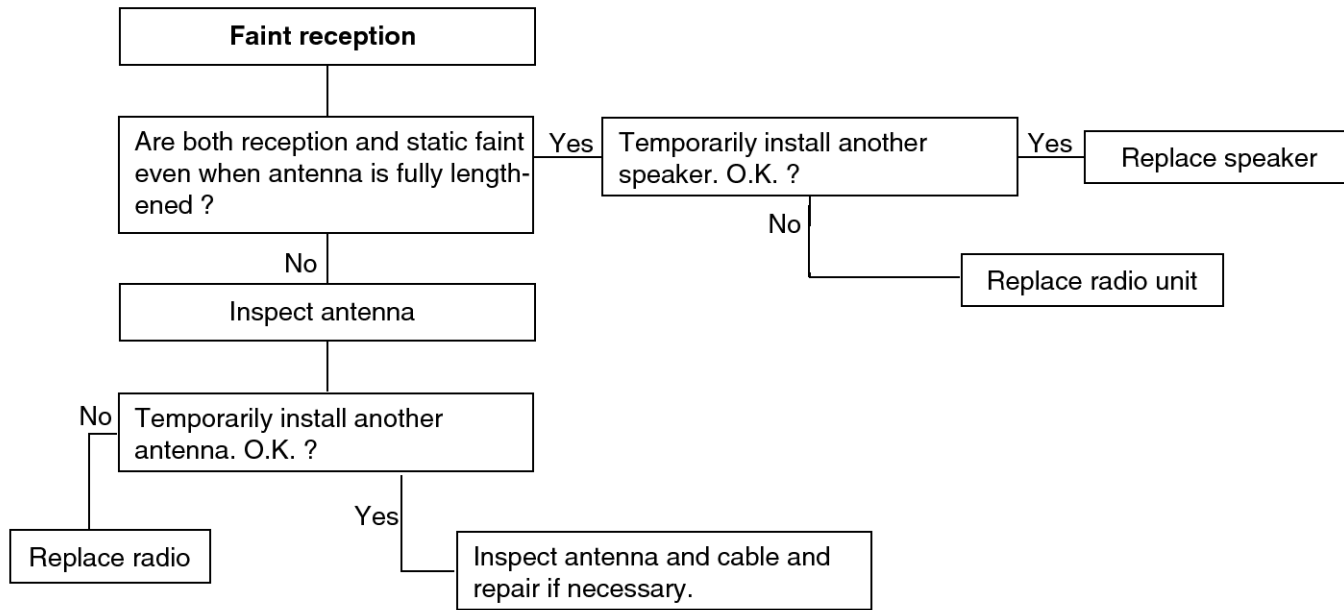 Faint reception
Are both reception and static faint
even when antenna is fully length-
ened ?
Yes
Temporarily install another
speaker. O.K. ?
Yes
Replace speaker
No
Replace radio unit
No
Inspect antenna
No
Temporarily install another
antenna. O.K. ?
Yes
Replace radio
Inspect antenna and cable and
repair if necessary.